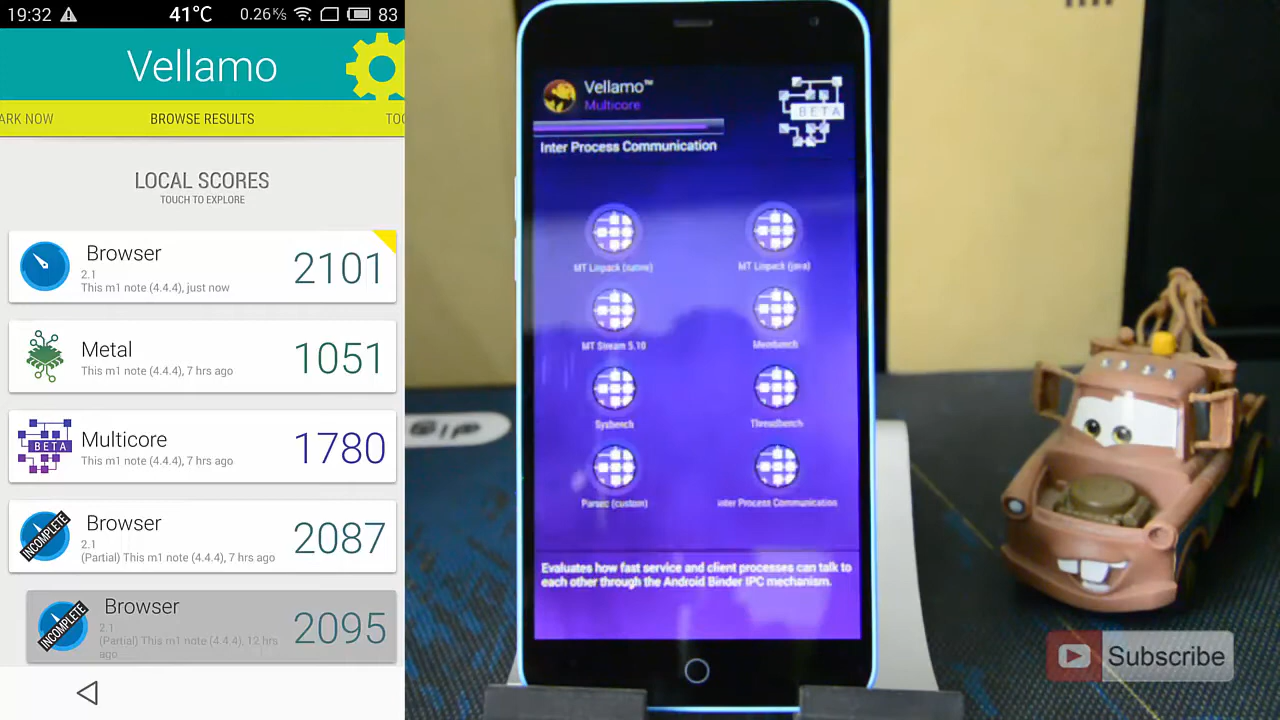 19:32 41°C 0.26K/s 83
Vellamo
ARK NOW BROWSE RESULTS TOO
LOCAL SCORES
TOUCH TO EXPLORE
Browser
2.1
This m1 note (4.4.4), just now
2101
Metal
This m1 note (4.4.4), 7 hrs ago
1051
BETA
Multicore
This m1 note (4.4.4), 7 hrs ago
1780
INCOMPLETE
Browser
2.1
(Partial) This m1 note (4.4.4), 7 hrs ago
2087
INCOMPLETE
Browser
2.1
(Partial) This m1 note (4.4.4), 12 hrs
ago
2095
Vellamo™
Multicore
BETA
Inter Process Communication
MT Linpack (native) MT Linpack (java)
MT Stream 5.10 Membench
Sysbench Threadbench
Parsec (custom) Inter Process Communication
Evaluates how fast service and client processes can talk to
each other through the Android Binder IPC mechanism.
Subscribe